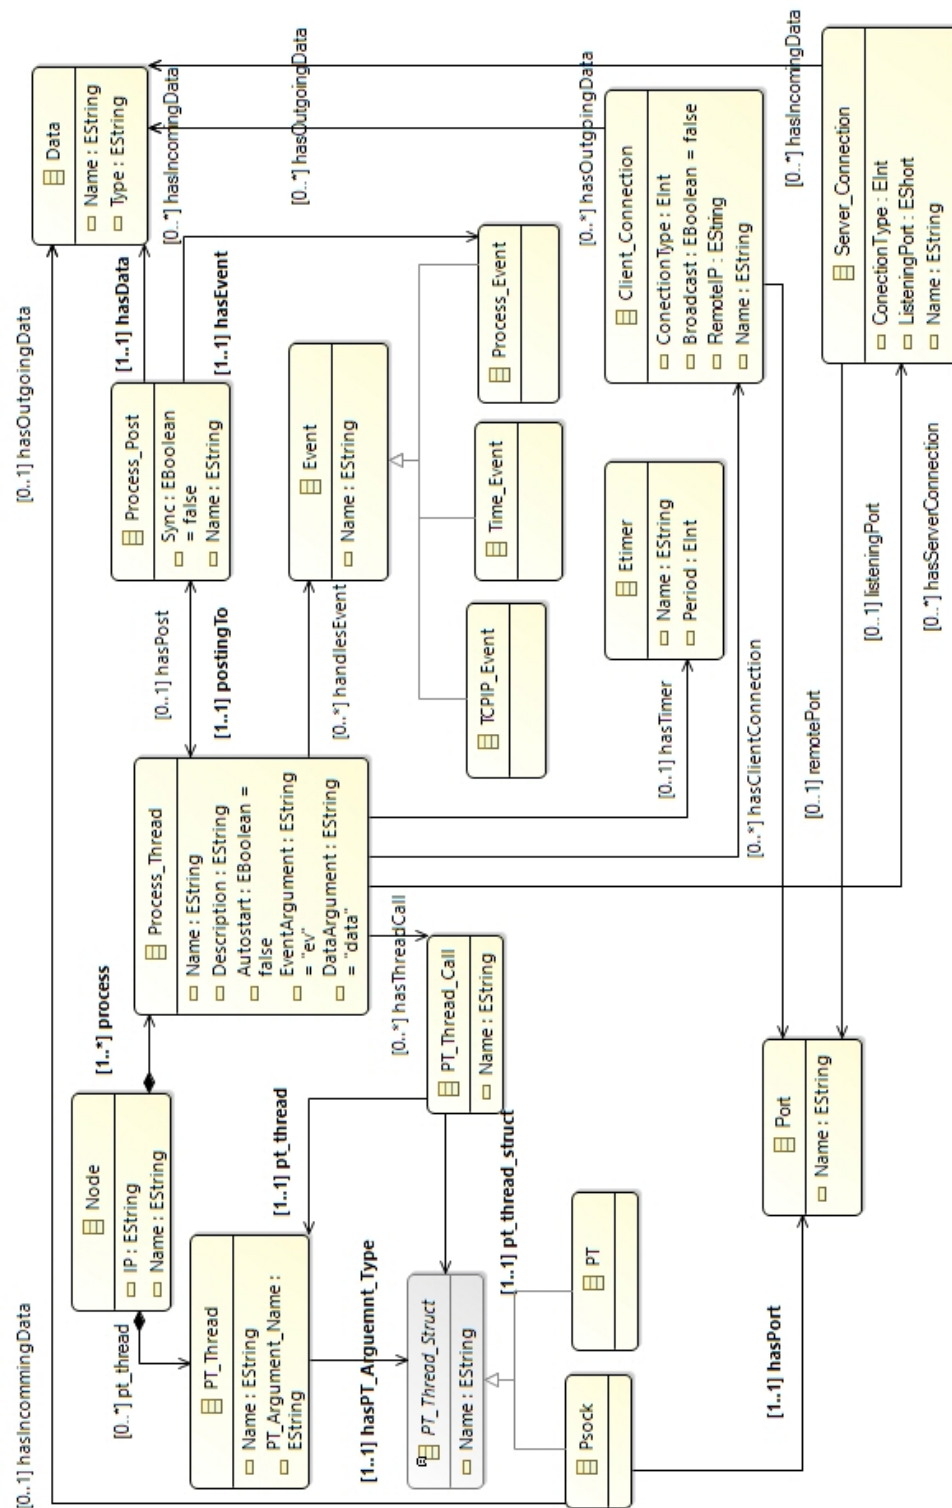 [0..1] hasIncommingData
[0..1] hasOutgoingData
Node
IP : EString
Name : EString
[0..*] pt_thread
[1..*] process
PT_Thread
Name : EString
PT_Argument_Name :
EString
[1..1] pt_thread
[1..1] hasPT_Arguemnt_Type
PT_Thread_Struct
Name : EString
[1..1] pt_thread_struct
Psock
PT
[1..1] hasPort
Port
Name : EString
Process_Thread
Name : EString
Description : EString
Autostart : EBoolean =
false
EventArgument : EString
= "ev"
DataArgument : EString
= "data"
[0..*] hasThreadCall
PT_Thread_Call
Name : EString
[0..1] hasPost
[1..1] postingTo
[0..*] handlesEvent
Process_Post
Sync : EBoolean
= false
Name : EString
[1..1] hasData
[1..1] hasEvent
Data
Name : EString
Type : EString
[0..*] hasIncomingData
[0..*] hasOutgoingData
Event
Name : EString
TCPIP_Event
Time_Event
Process_Event
[0..1] hasTimer
Etimer
Name : EString
Period : EInt
[0..*] hasClientConnection
[0..*] hasOutgoingData
Client_Connection
ConectionType : EInt
Broadcast : EBoolean = false
RemoteIP : EString
Name : EString
[0..1] remotePort
[0..1] listeningPort
[0..*] hasServerConnection
[0..*] hasIncomingData
Server_Connection
ConectionType : EInt
ListeningPort : EShort
Name : EString